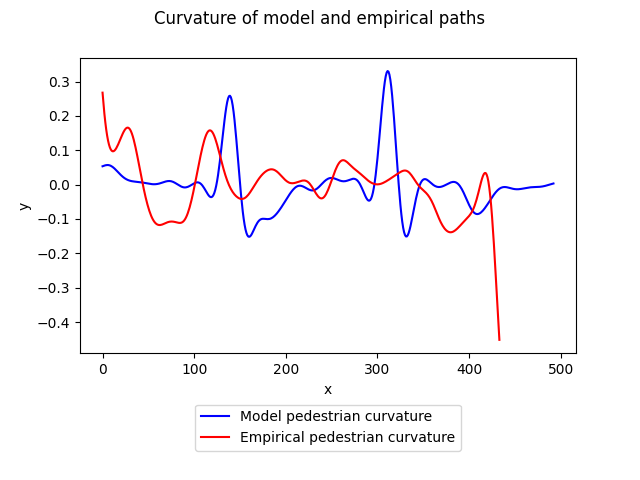 Curvature of model and empirical paths
0.3
0.2
0.1
0.0
−0.1
−0.2
−0.3
−0.4
y
0 100 200 300 400 500
x
Model pedestrian curvature
Empirical pedestrian curvature